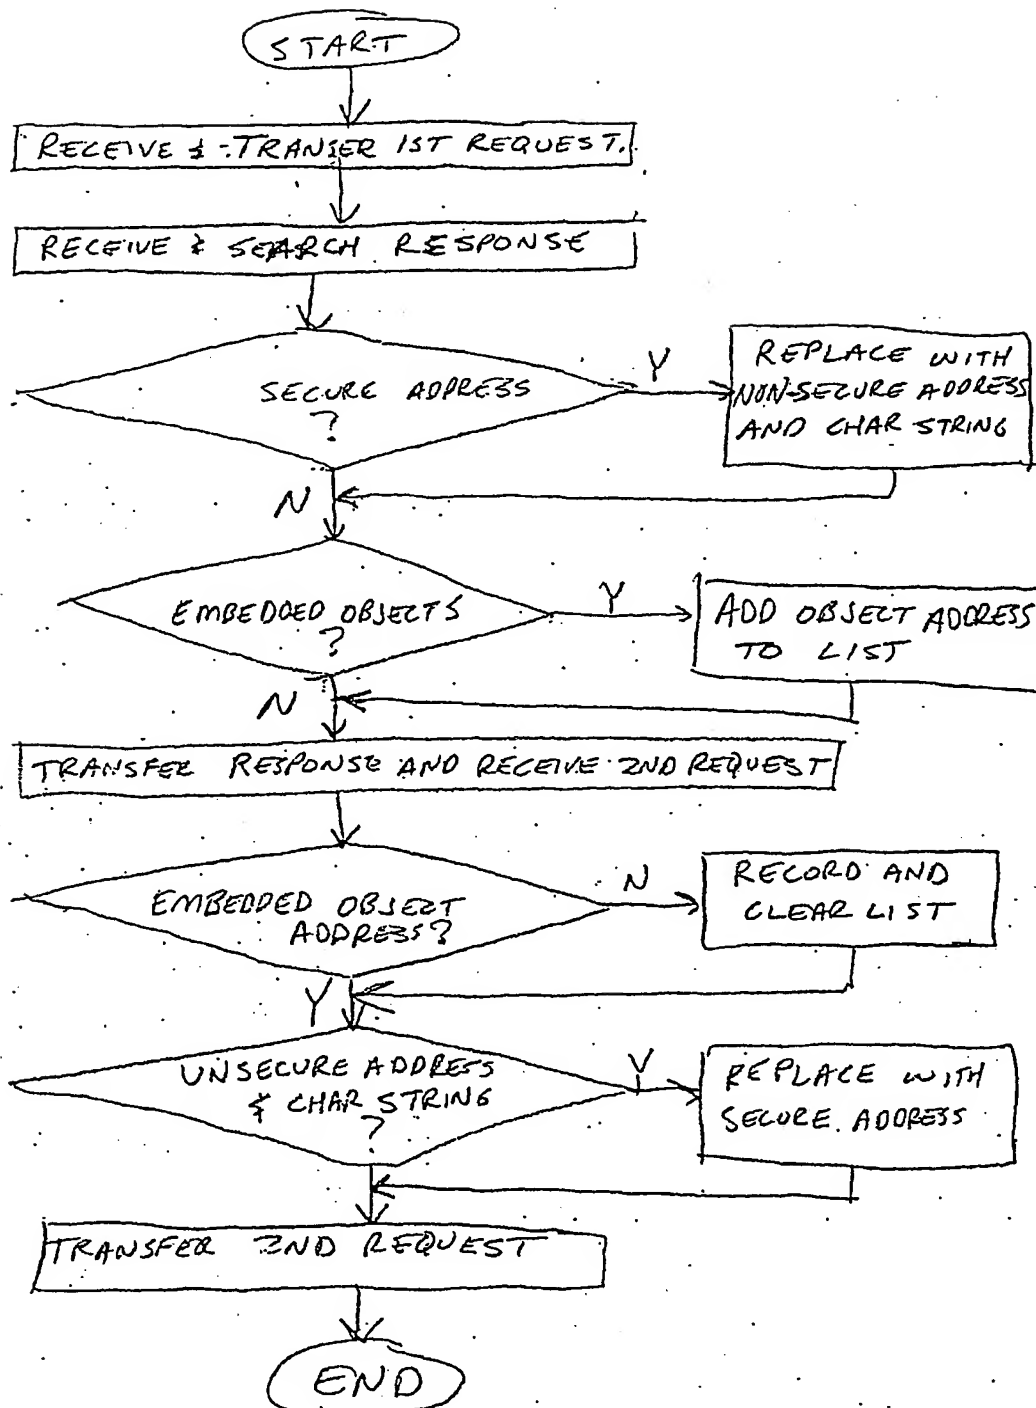 START
RECEIVE & TRANSER 1ST REQUEST.
RECEIVE & SEARCH RESPONSE
SECURE ADDRESS
?
Y
REPLACE WITH
NON-SECURE ADDRESS
AND CHAR STRING
N
EMBEDDED OBJECTS
?
Y
ADD OBJECT ADDRESS
TO LIST
N
TRANSFER RESPONSE AND RECEIVE 2ND REQUEST
EMBEDDED OBJECT
ADDRESS?
N
RECORD AND
CLEAR LIST
Y
UNSECURE ADDRESS
& CHAR STRING
?
Y
REPLACE WITH
SECURE ADDRESS
TRANSFER 2ND REQUEST
END